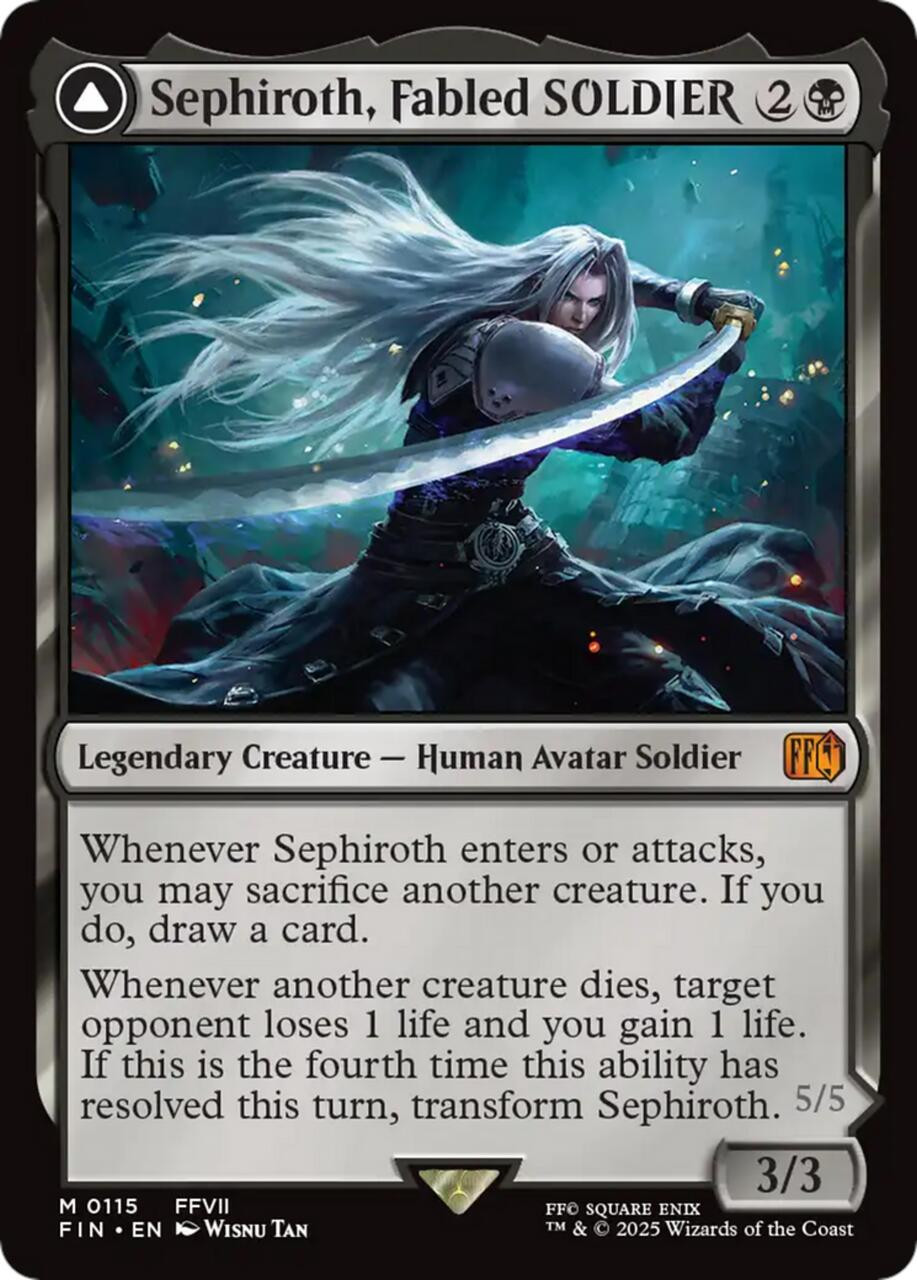 Sephiroth, Fabled SOLDIER 2
FF
Legendary Creature — Human Avatar Soldier
Whenever Sephiroth enters or attacks,
you may sacrifice another creature. If you
do, draw a card.
Whenever another creature dies, target
opponent loses 1 life and you gain 1 life.
If this is the fourth time this ability has
resolved this turn, transform Sephiroth. 5/5
3/3
M 0115 FFVII
FIN • EN Wisnu Tan
FF© SQUARE ENIX
™ & © 2025 Wizards of the Coast